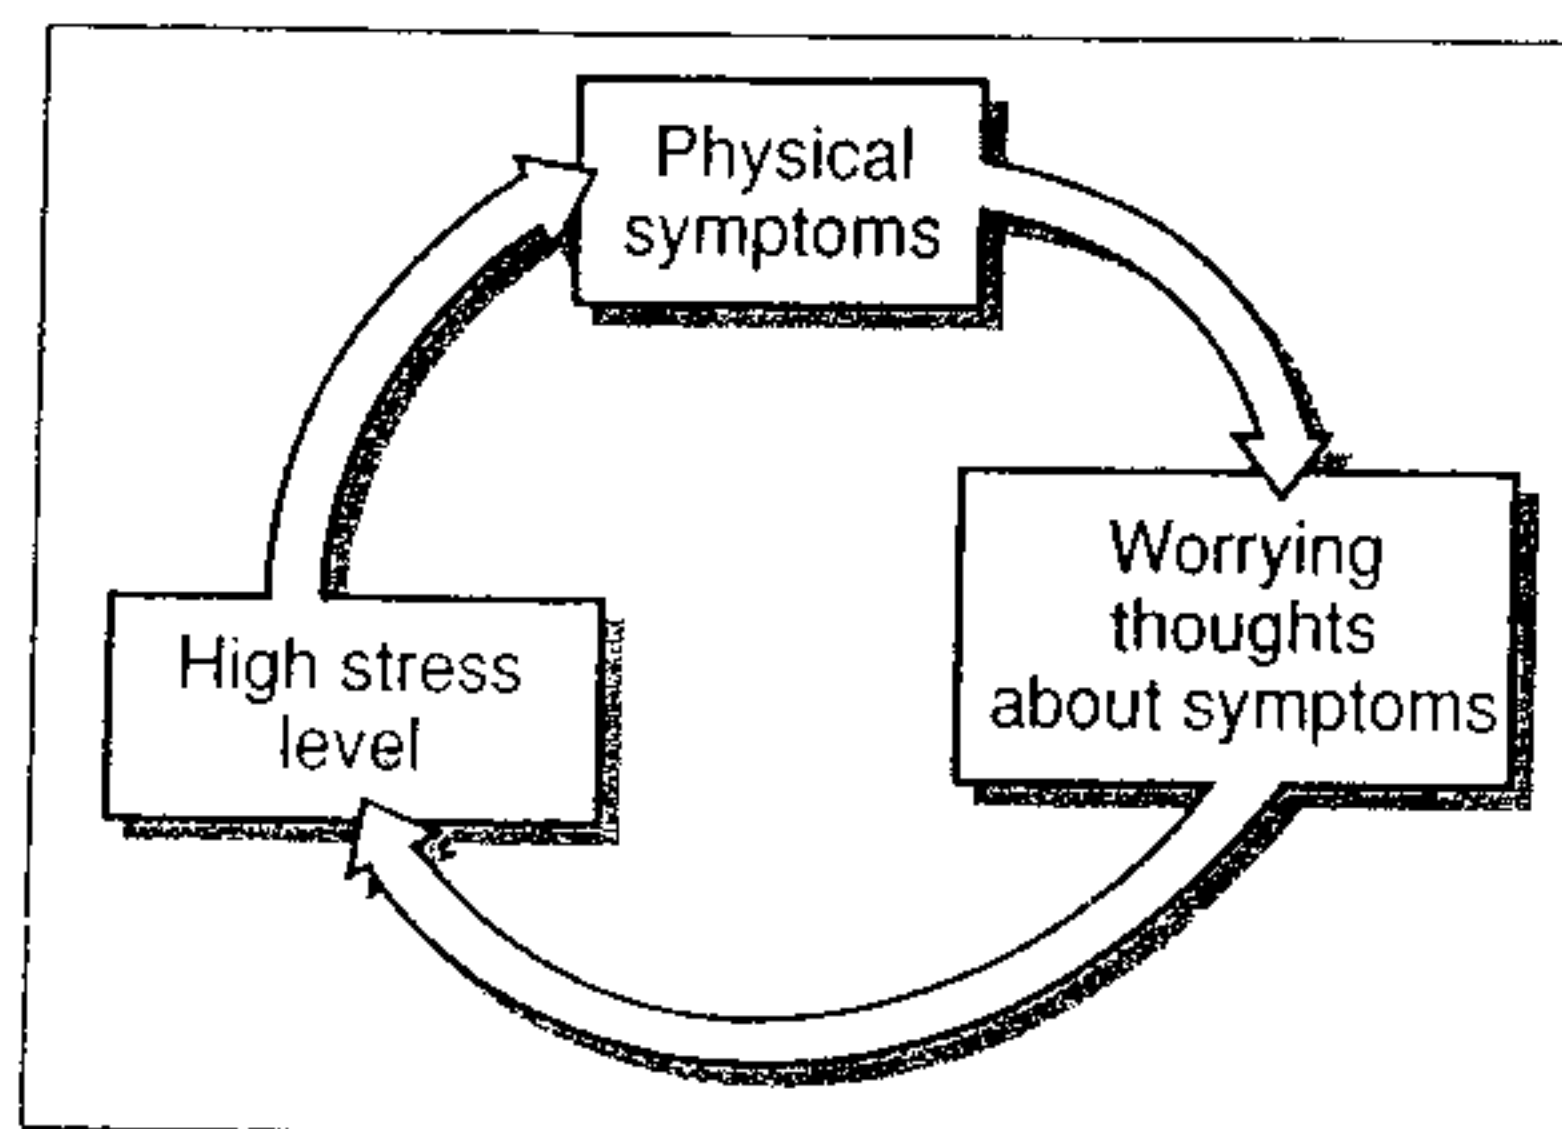 Physical
symptoms
Worrying
thoughts
about symptoms
High stress
level